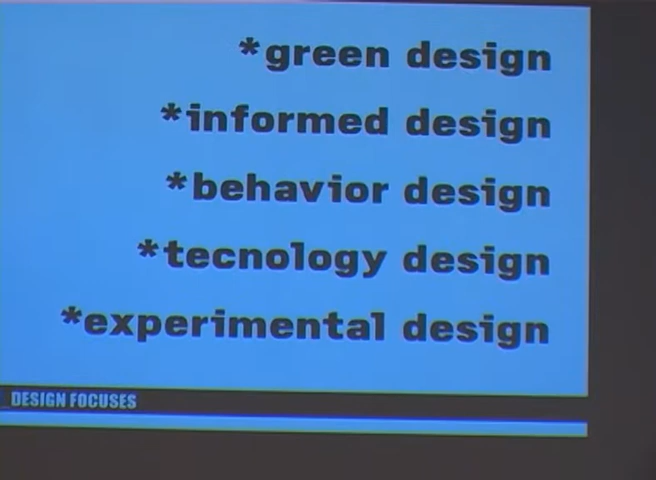 *green design
*informed design
*behavior design
*tecnology design
*experimental design
DESIGN FOCUSES